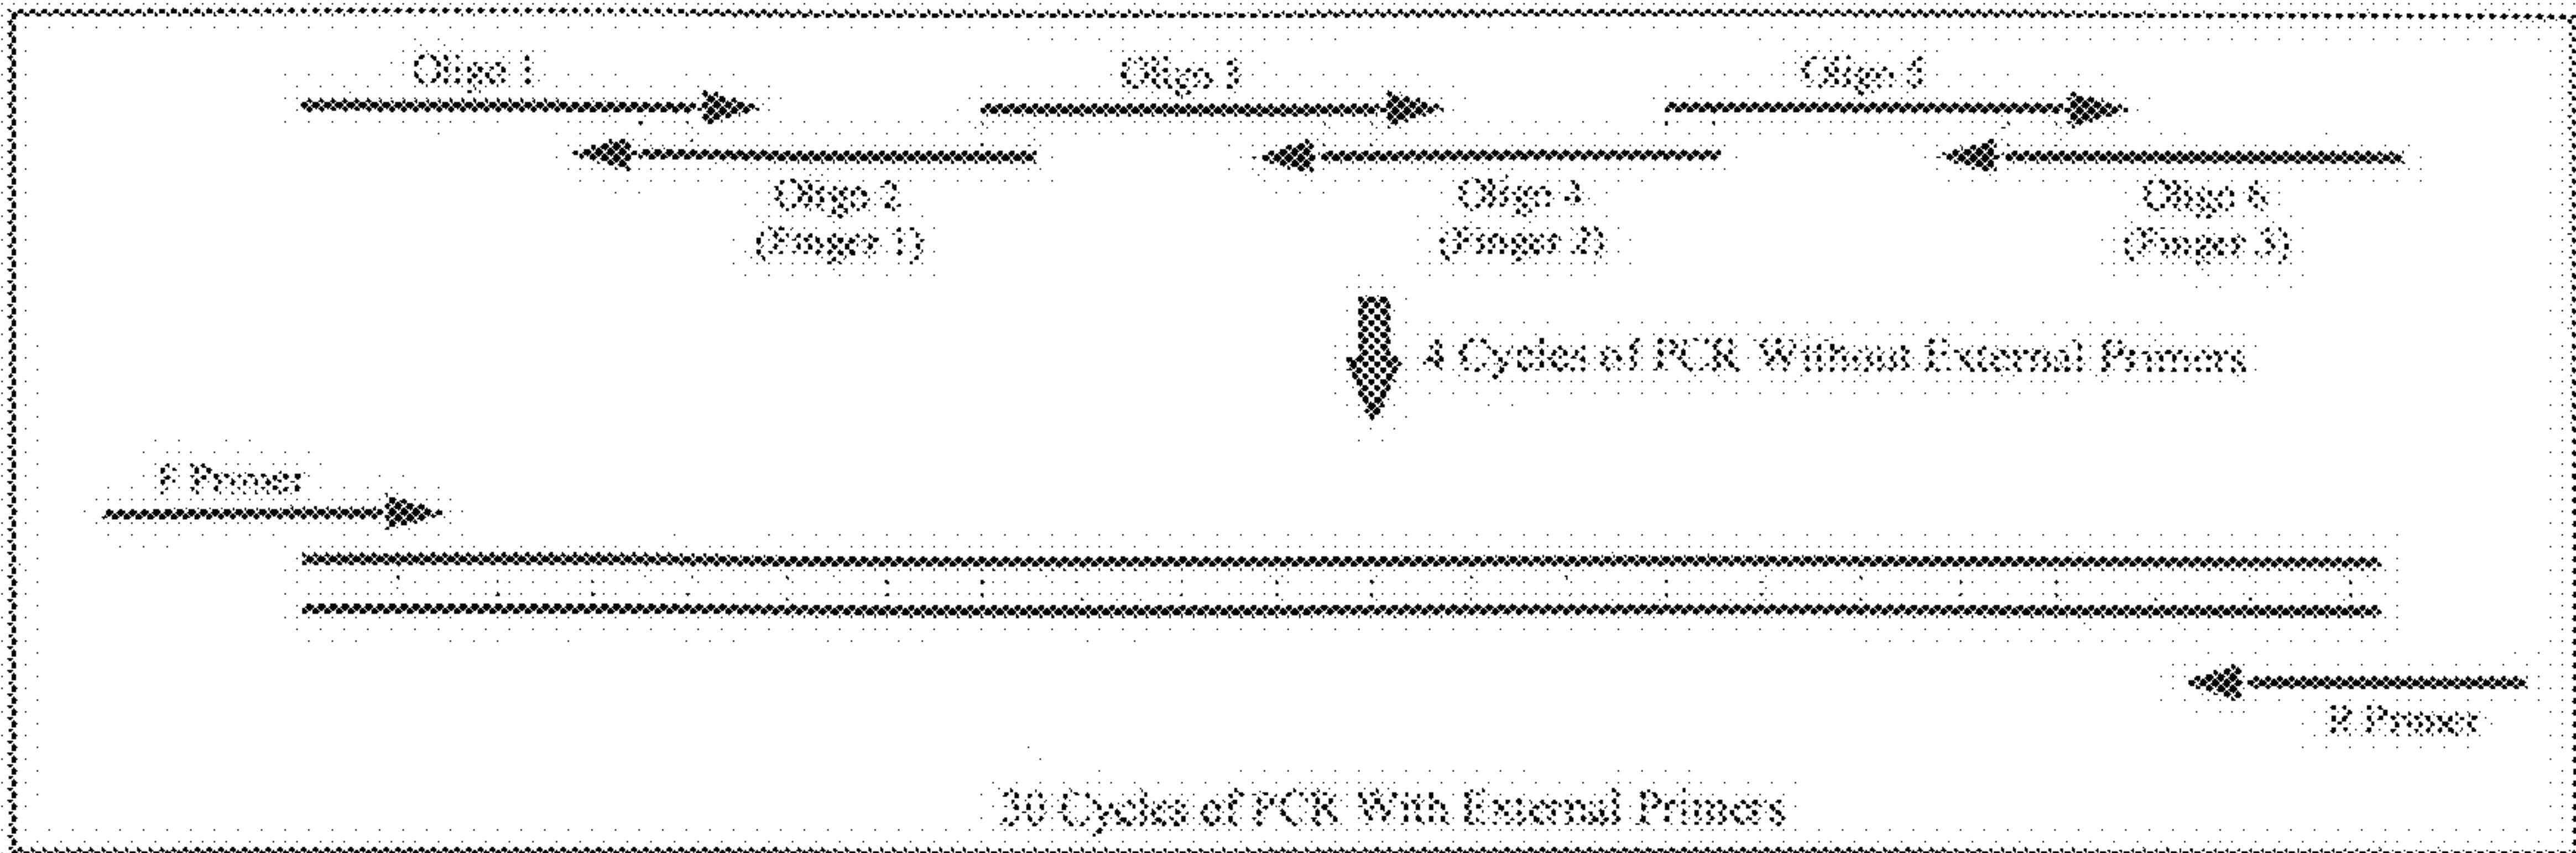 Oligo 1
Oligo 3
Oligo 5
Oligo 2
(Finger 1)
Oligo 4
(Finger 2)
Oligo 6
(Finger 3)
4 Cycles of PCR Without External Primers
F Primer
R Primer
30 Cycles of PCR With External Primers